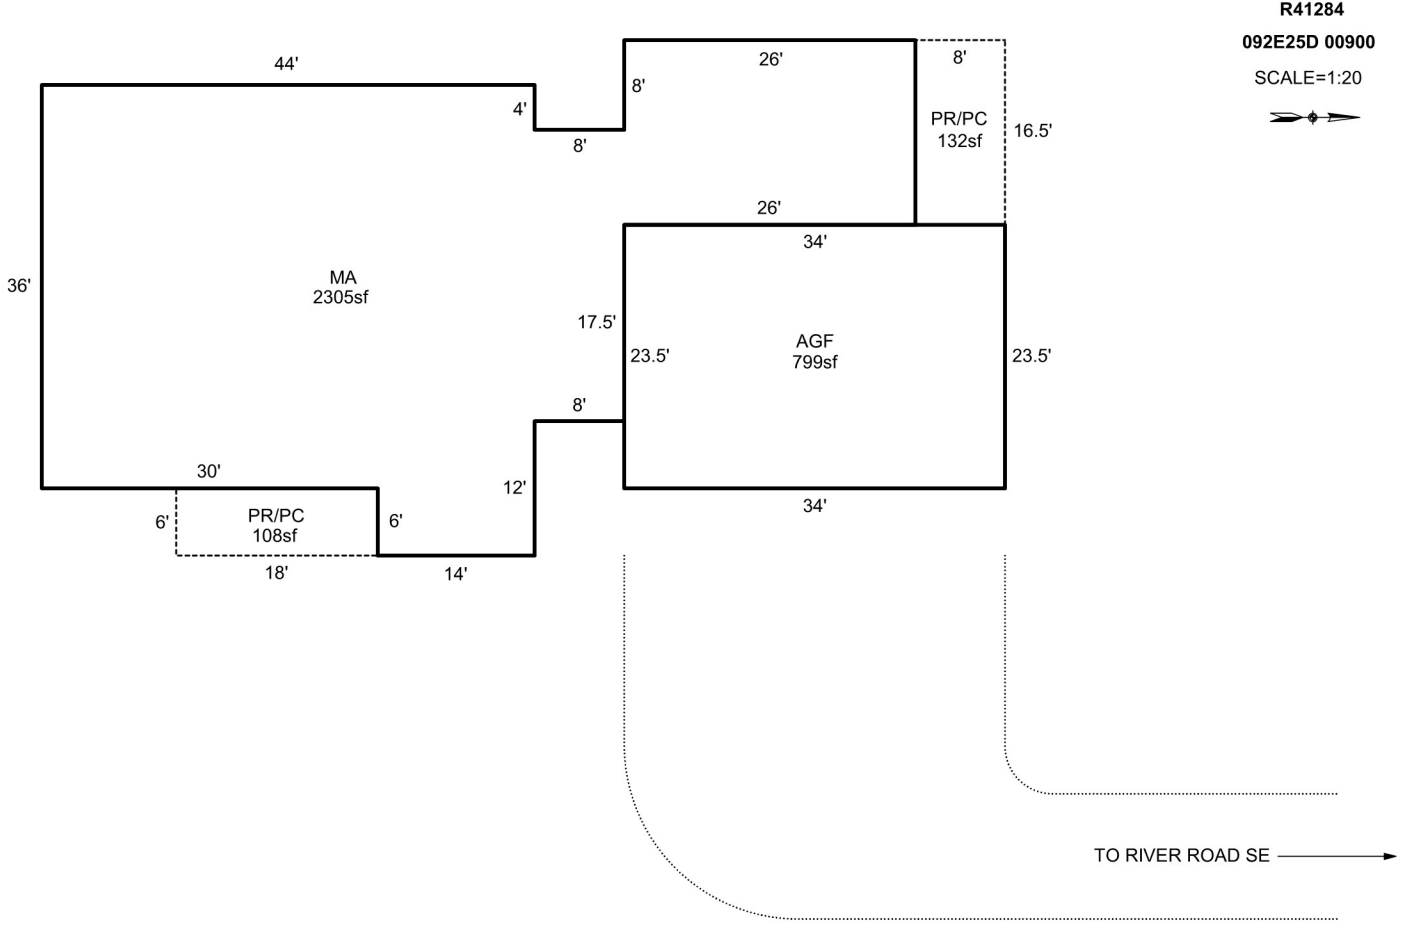 R41284
092E25D 00900
SCALE=1:20
44'
26'
8'
8'
4'
8'
PR/PC
132sf
16.5'
26'
34'
36'
MA
2305sf
17.5'
23.5'
AGF
799sf
23.5'
8'
30'
12'
34'
6'
PR/PC
108sf
6'
18'
14'
TO RIVER ROAD SE